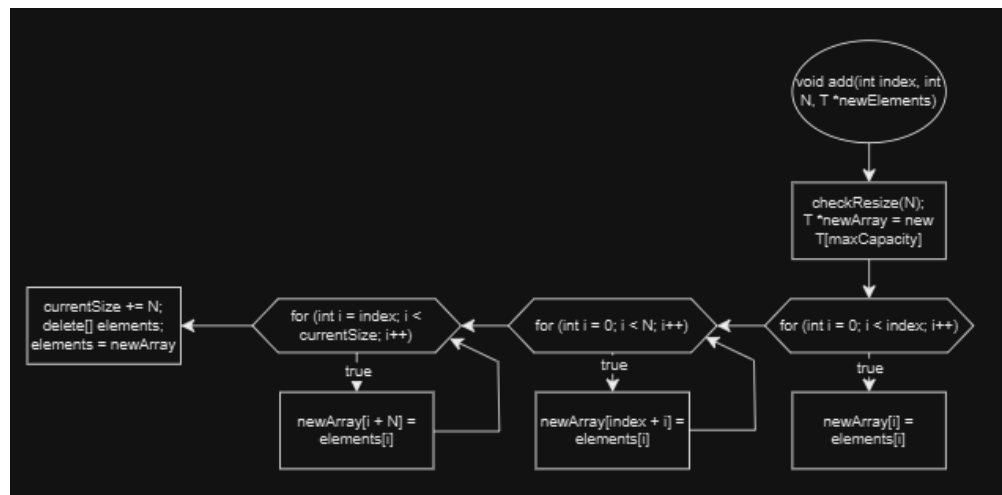 void add(int index, int
N, T *newElements)
checkResize(N);
T *newArray = new
T[maxCapacity]
for (int i = 0; i < index; i++)
true
newArray[i] =
elements[i]
for (int i = 0; i < N; i++)
true
newArray[index + i] =
elements[i]
for (int i = index; i <
currentSize; i++)
true
newArray[i + N] =
elements[i]
currentSize += N;
delete[] elements;
elements = newArray